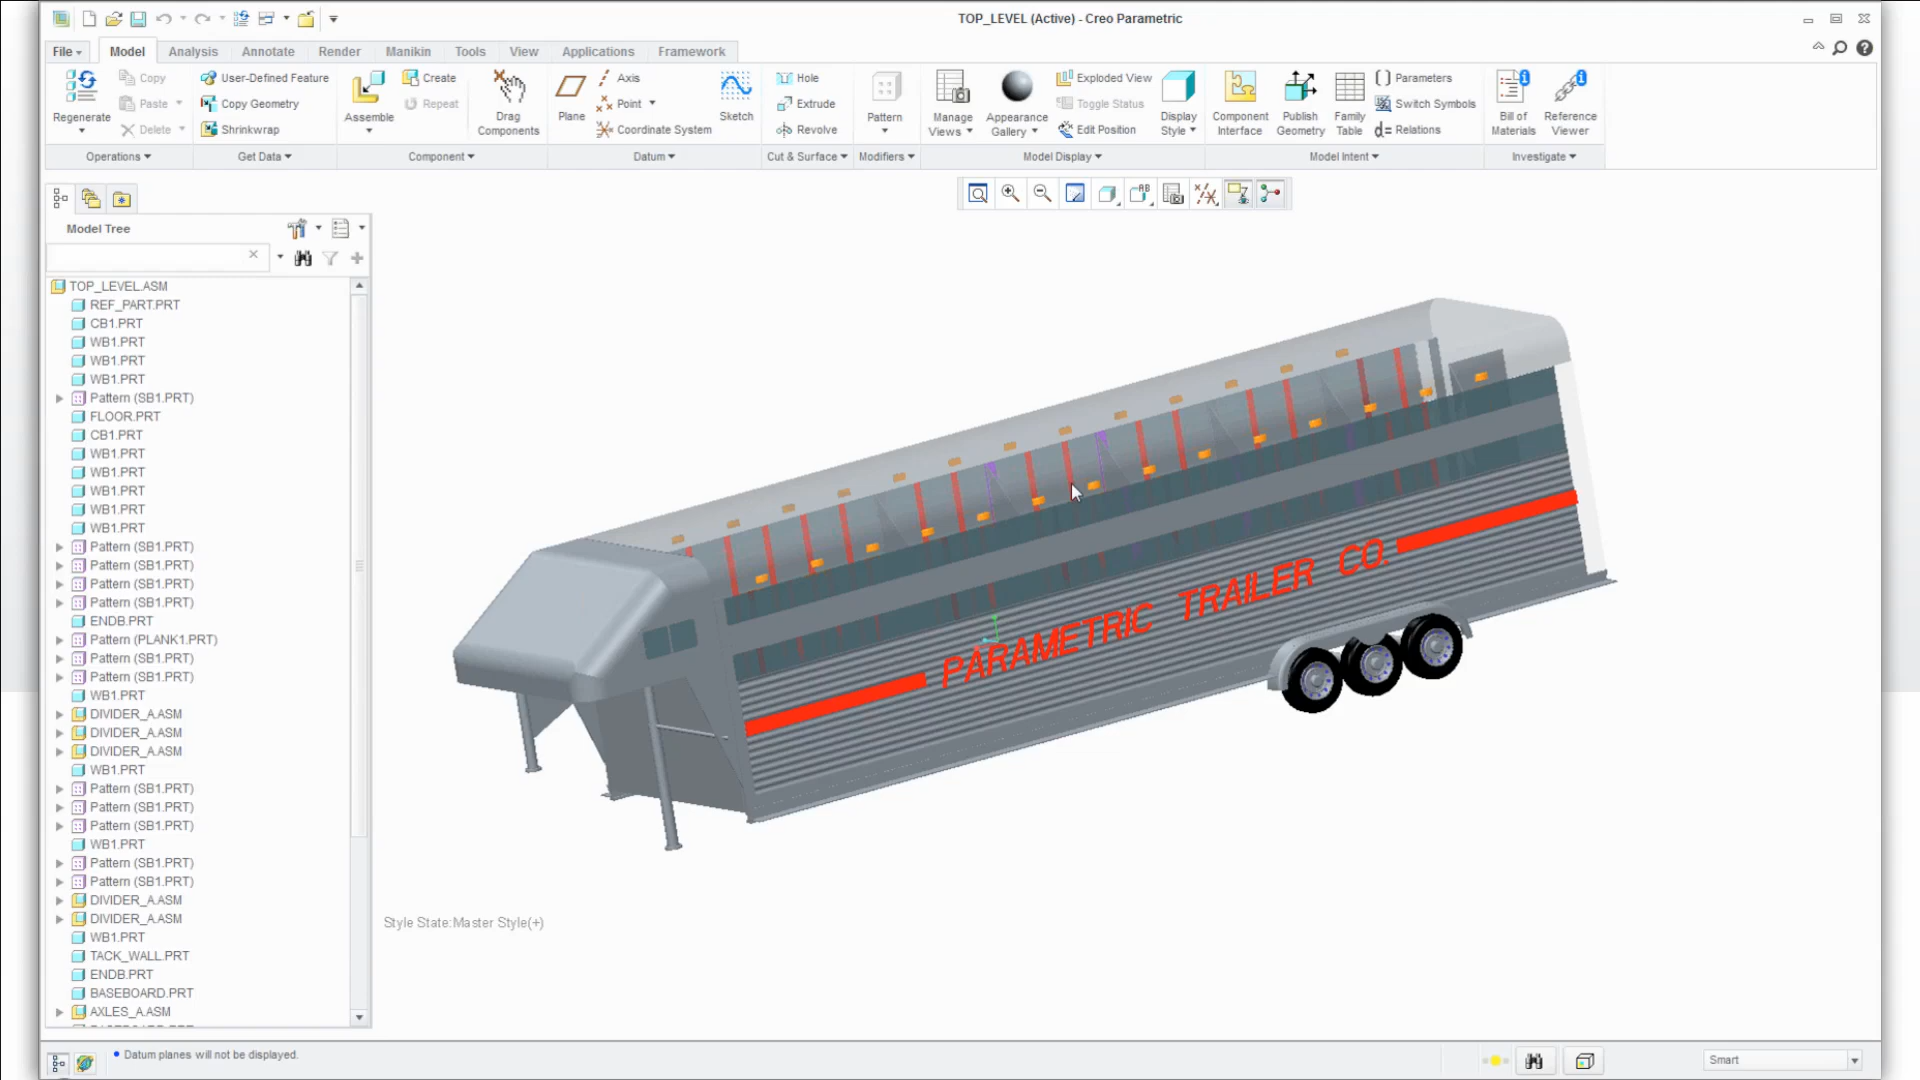 TOP_LEVEL (Active) - Creo Parametric
File Model Analysis Annotate Render Manikin Tools View Applications Framework
Regenerate
Copy
Paste
Delete
User-Defined Feature
Copy Geometry
Shrinkwrap
Assemble
Create
Repeat
Drag
Components
Plane
Axis
Point
Coordinate System
Sketch
Hole
Extrude
Revolve
Pattern
Manage
Views
Appearance
Gallery
Exploded View
Toggle Status
Edit Position
Display
Style
Component
Interface
Publish
Geometry
Family
Table
Parameters
Switch Symbols
Relations
Bill of
Materials
Reference
Viewer
Operations Get Data Component Datum Cut & Surface Modifiers Model Display Model Intent Investigate
Model Tree
TOP_LEVEL.ASM
REF_PART.PRT
CB1.PRT
WB1.PRT
WB1.PRT
WB1.PRT
Pattern (SB1.PRT)
FLOOR.PRT
CB1.PRT
WB1.PRT
WB1.PRT
WB1.PRT
WB1.PRT
WB1.PRT
Pattern (SB1.PRT)
Pattern (SB1.PRT)
Pattern (SB1.PRT)
Pattern (SB1.PRT)
ENDB.PRT
Pattern (PLANK1.PRT)
Pattern (SB1.PRT)
Pattern (SB1.PRT)
WB1.PRT
DIVIDER_A.ASM
DIVIDER_A.ASM
DIVIDER_A.ASM
WB1.PRT
Pattern (SB1.PRT)
Pattern (SB1.PRT)
Pattern (SB1.PRT)
WB1.PRT
Pattern (SB1.PRT)
Pattern (SB1.PRT)
DIVIDER_A.ASM
DIVIDER_A.ASM
WB1.PRT
TACK_WALL.PRT
ENDB.PRT
BASEBOARD.PRT
AXLES_A.ASM
PARAMETRIC TRAILER CO.
Style State:Master Style(+)
Datum planes will not be displayed.
Smart